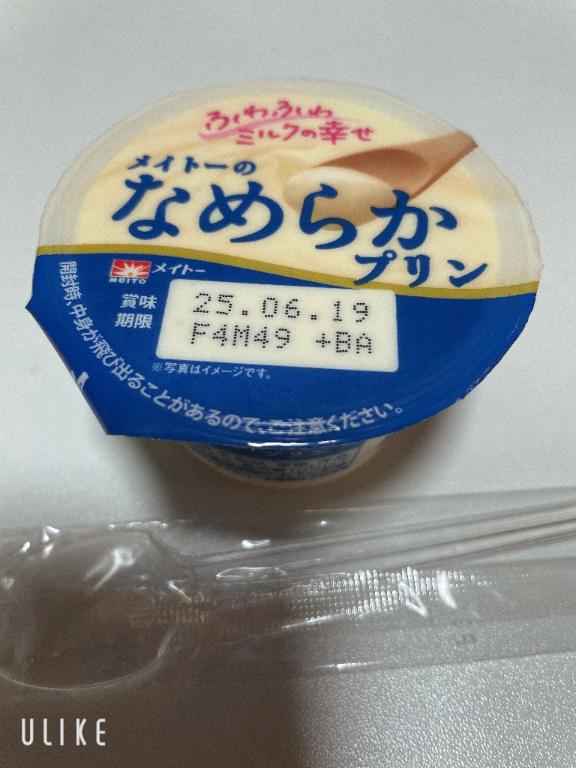 ふわふわ
ミルクの幸せ
メイトーの
なめらか
プリン
MEITO メイトー
賞味
期限
25.06.19
F4M49 +BA
※写真はイメージです。
開封時、中身が飛び出ることがあるので、ご注意ください。
ULIKE